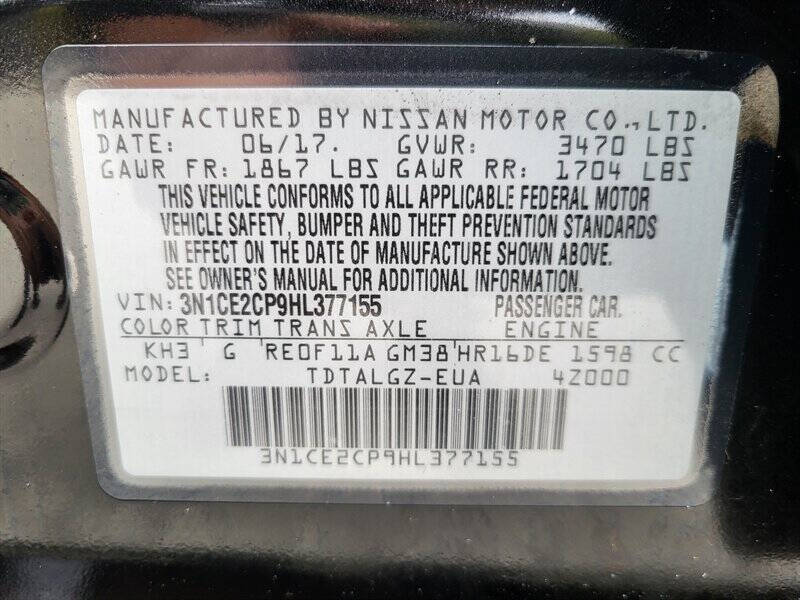 MANUFACTURED BY NISSAN MOTOR CO.,LTD.
DATE: 06/17. GVWR: 3470 LBS
GAWR FR: 1867 LBS GAWR RR: 1704 LBS
THIS VEHICLE CONFORMS TO ALL APPLICABLE FEDERAL MOTOR
VEHICLE SAFETY, BUMPER AND THEFT PREVENTION STANDARDS
IN EFFECT ON THE DATE OF MANUFACTURE SHOWN ABOVE.
SEE OWNER'S MANUAL FOR ADDITIONAL INFORMATION
VIN: 3N1CE2CP9HL377155 PASSENGER CAR.
COLOR TRIM TRANS AXLE ENGINE
KH3 G RE0F11A GM38 HR16DE 1598 CC
MODEL: TDTALGZ-EUA 4Z000
3N1CE2CP9HL377155